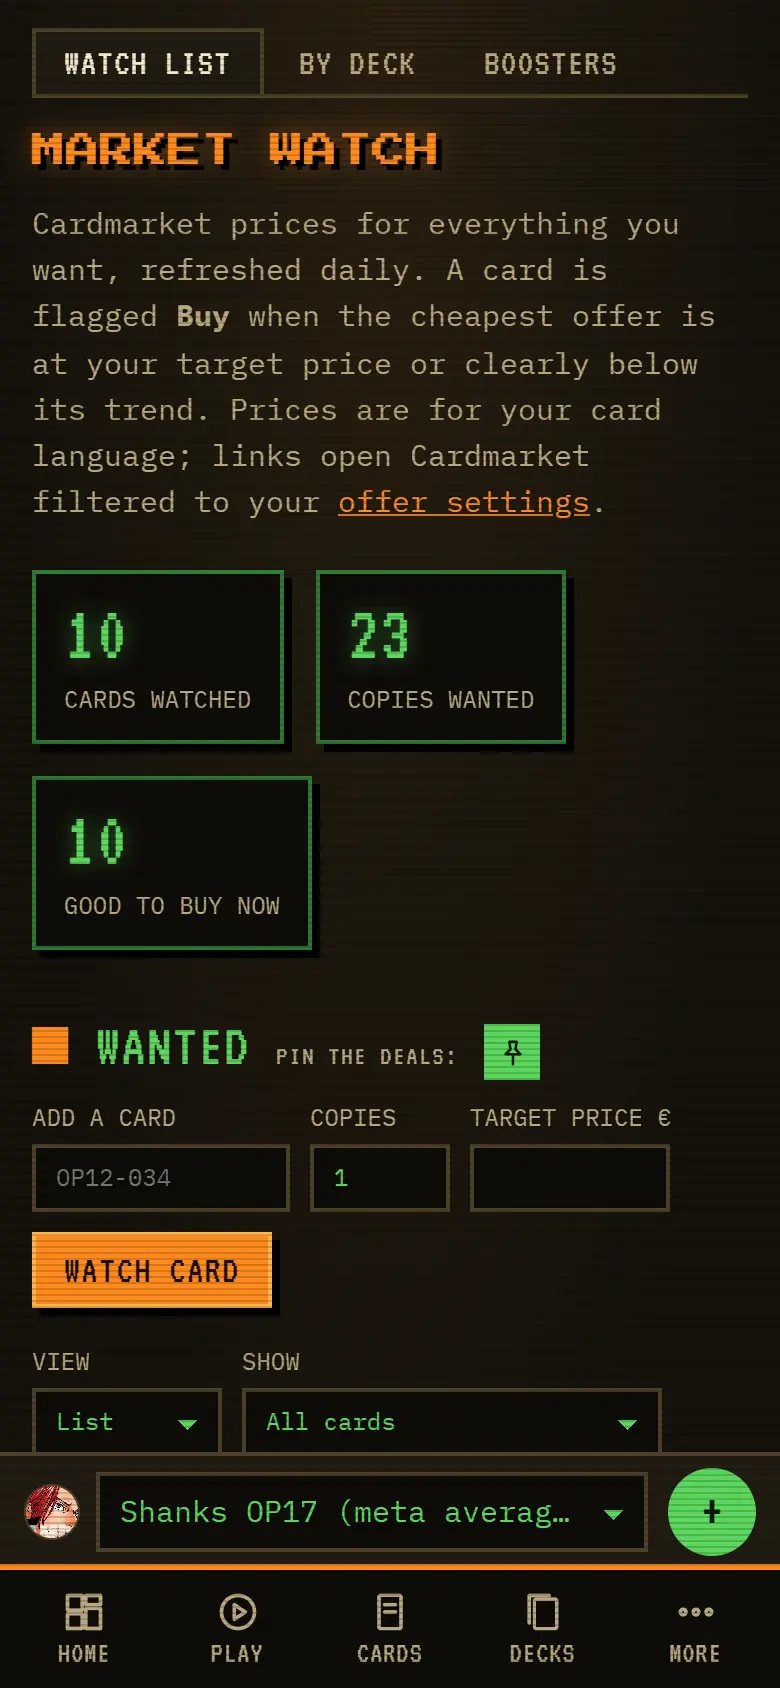 WATCH LIST BY DECK BOOSTERS
MARKET WATCH
Cardmarket prices for everything you
want, refreshed daily. A card is
flagged Buy when the cheapest offer is
at your target price or clearly below
its trend. Prices are for your card
language; links open Cardmarket
filtered to your offer settings.
10
CARDS WATCHED
23
COPIES WANTED
10
GOOD TO BUY NOW
WANTED PIN THE DEALS:
ADD A CARD COPIES TARGET PRICE €
OP12-034 1
WATCH CARD
VIEW SHOW
List All cards
Shanks OP17 (meta averag… +
HOME PLAY CARDS DECKS MORE